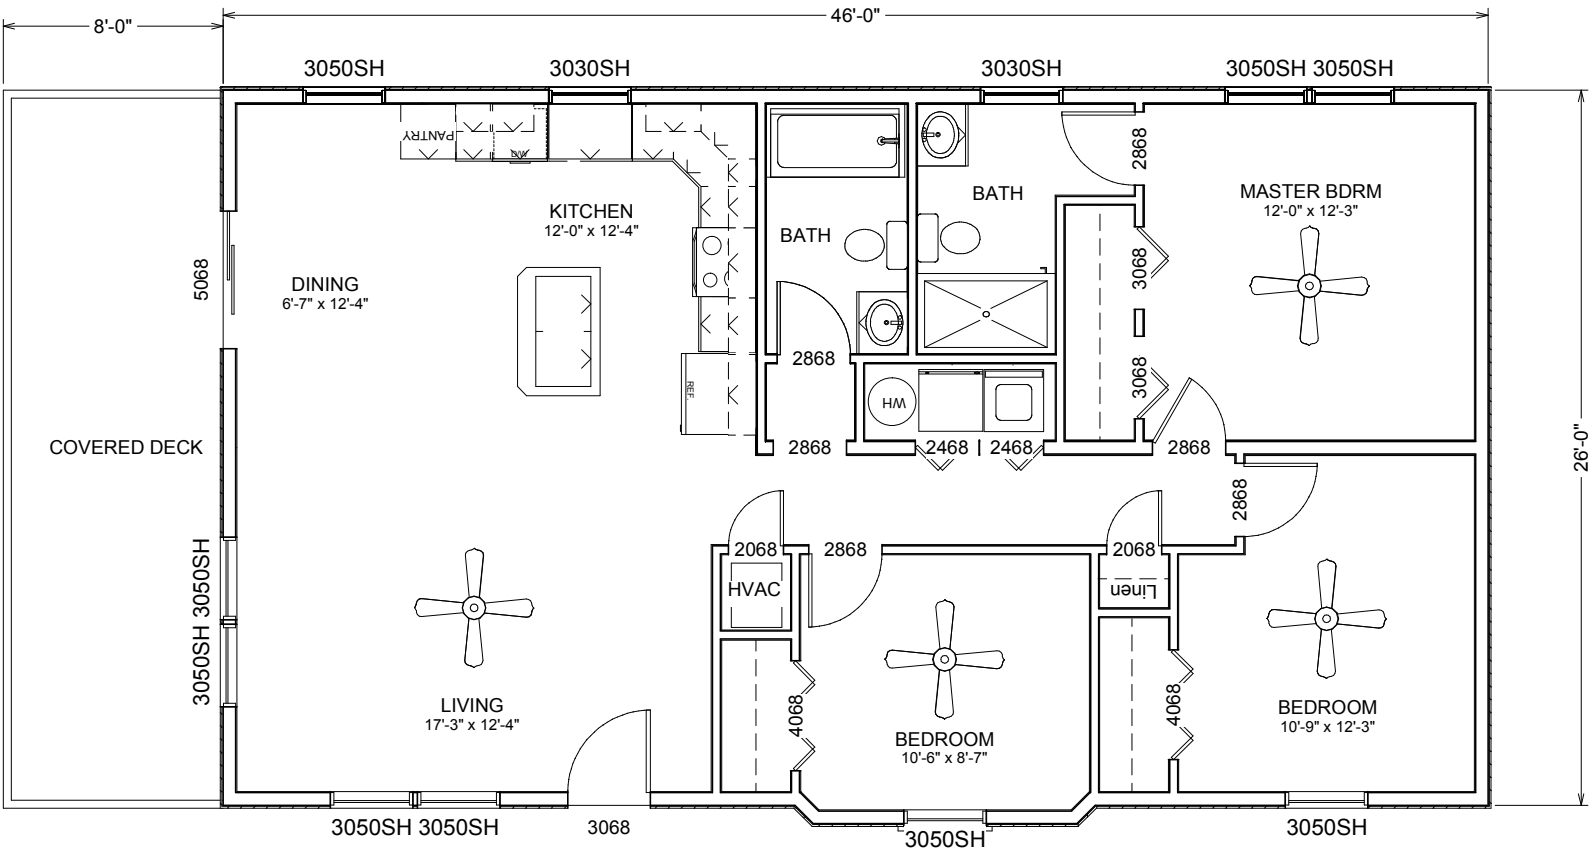 8'-0"
46'-0"
3050SH
3030SH
3030SH
3050SH 3050SH
PANTRY
DW
KITCHEN
12'-0" x 12'-4"
BATH
BATH
2868
MASTER BDRM
12'-0" x 12'-3"
5068
DINING
6'-7" x 12'-4"
3068
2868
REF.
WH
3068
COVERED DECK
2868
2468
2468
2868
26'-0"
2868
2068
2868
2068
HVAC
Linen
3050SH 3050SH
LIVING
17'-3" x 12'-4"
4068
BEDROOM
10'-6" x 8'-7"
4068
BEDROOM
10'-9" x 12'-3"
3050SH 3050SH
3068
3050SH
3050SH